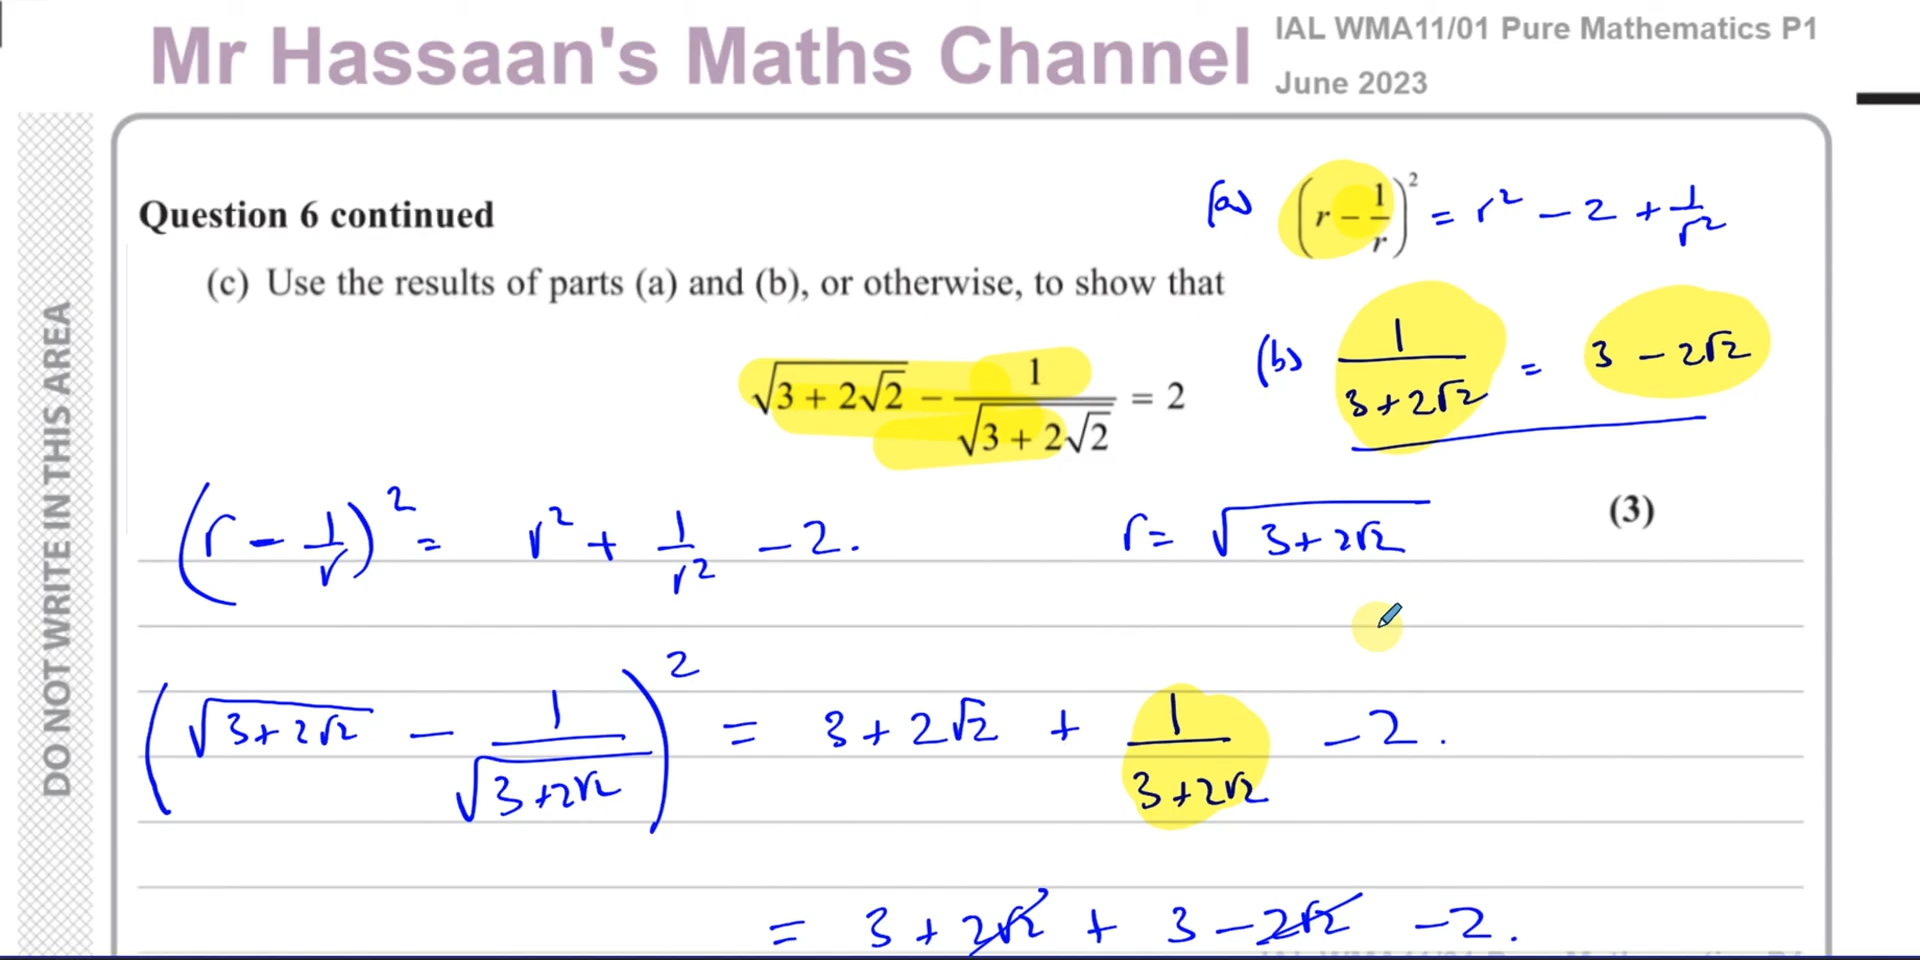 Mr Hassaan's Maths Channel
IAL WMA11/01 Pure Mathematics P1
June 2023
DO NOT WRITE IN THIS AREA
Question 6 continued
(a) (r − 1/r)² = r² − 2 + 1/r²
(c) Use the results of parts (a) and (b), or otherwise, to show that
√(3 + 2√2) − 1/√(3 + 2√2) = 2
(b) 1/(3 + 2√2) = 3 − 2√2
(3)
(r − 1/r)² = r² + 1/r² − 2. r = √(3 + 2√2)
(√(3 + 2√2) − 1/√(3 + 2√2))² = 3 + 2√2 + 1/(3 + 2√2) − 2.
= 3 + 2√2 + 3 − 2√2 − 2.